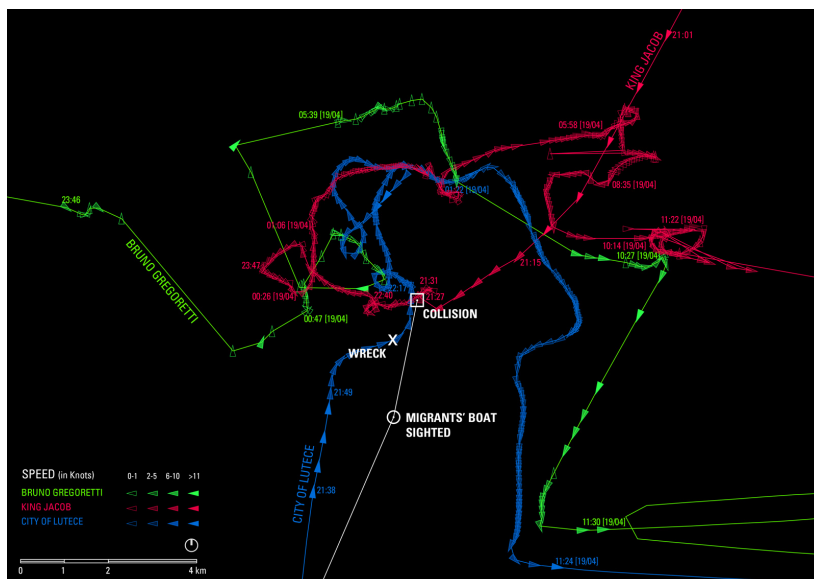 21:01
KING JACOB
05:39 [19/04]
05:58 [19/04]
08:35 [19/04]
01:22 [19/04]
23:46
01:06 [19/04]
11:22 [19/04]
10:14 [19/04]
10:27 [19/04]
BRUNO GREGORETTI
23:47
21:15
21:31
22:17
00:26 [19/04]
22:40
21:27
00:47 [19/04]
COLLISION
X
WRECK
21:49
MIGRANTS' BOAT
SIGHTED
CITY OF LUTECE
21:38
SPEED (in Knots) 0-1 2-5 6-10 >11
BRUNO GREGORETTI
KING JACOB
CITY OF LUTECE
11:30 [19/04]
11:24 [19/04]
0 1 2 4 km